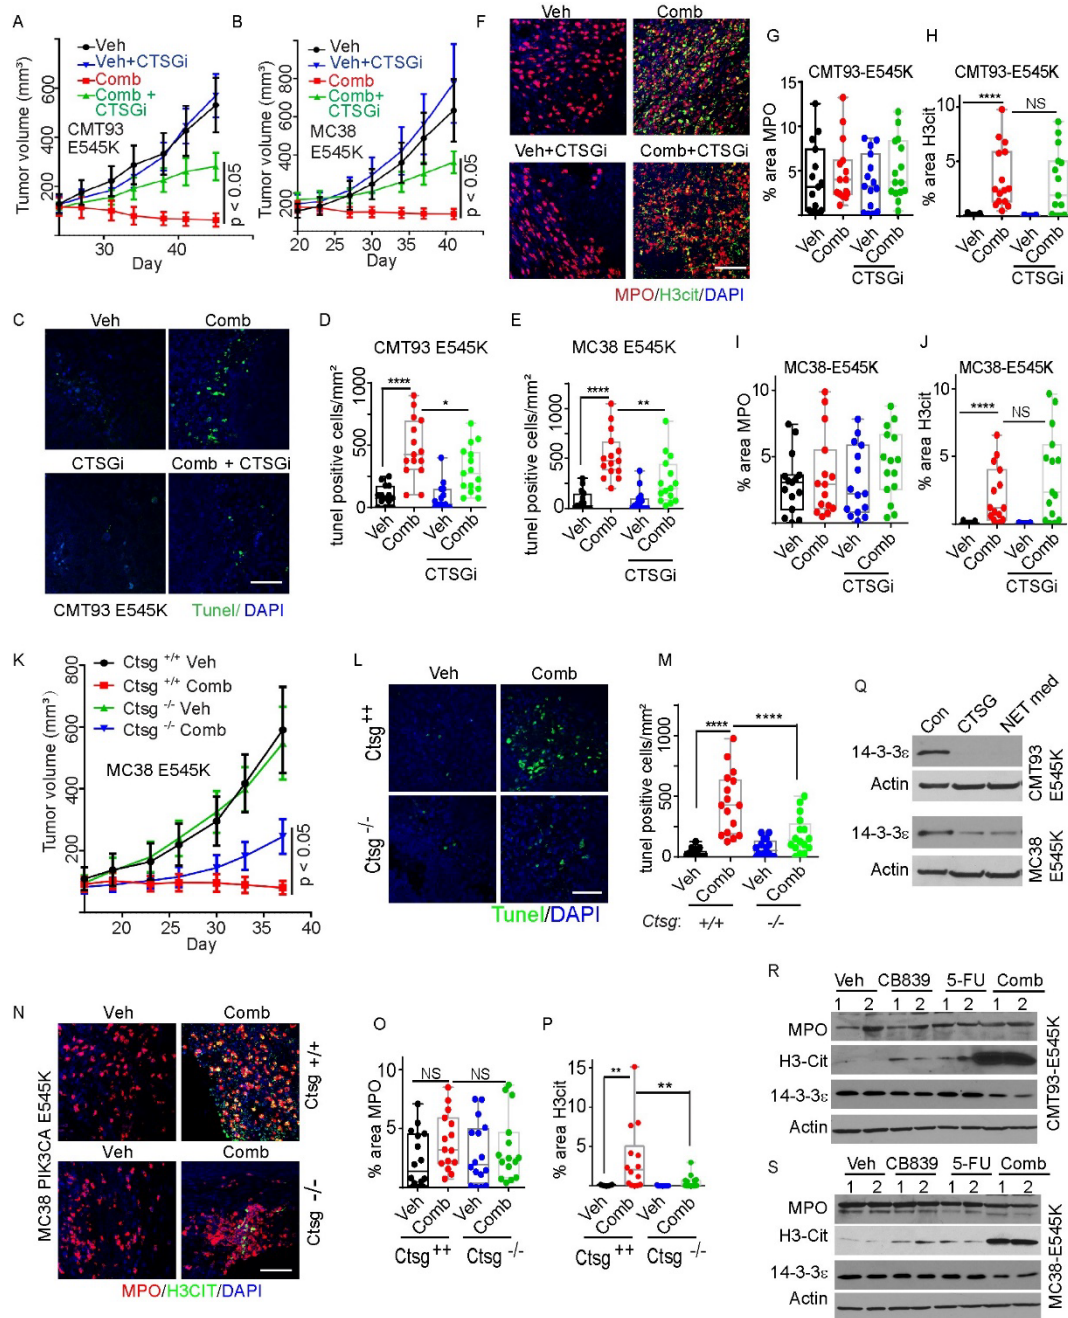 A
Tumor volume (mm³)
800
600
400
200
Veh
Veh+CTSGi
Comb
Comb +
CTSGi
CMT93
E545K
p < 0.05
30
40
Day
B
Tumor volume (mm³)
800
600
400
200
Veh
Veh+CTSGi
Comb
Comb+
CTSGi
MC38
E545K
p < 0.05
20
25
30
35
40
Day
C
Veh
Comb
CTSGi
Comb + CTSGi
CMT93 E545K
Tunel/ DAPI
D
CMT93 E545K
tunel positive cells/mm²
1000
500
0
****
*
Veh
Comb
Veh
Comb
CTSGi
E
MC38 E545K
tunel positive cells/mm²
1000
500
0
****
**
Veh
Comb
Veh
Comb
CTSGi
F
Veh
Comb
Veh+CTSGi
Comb+CTSGi
MPO/H3cit/DAPI
G
CMT93-E545K
% area MPO
15
10
5
0
Veh
Comb
Veh
Comb
CTSGi
H
CMT93-E545K
% area H3cit
10
5
0
****
NS
Veh
Comb
Veh
Comb
CTSGi
I
MC38-E545K
% area MPO
10
5
0
Veh
Comb
Veh
Comb
CTSGi
J
MC38-E545K
% area H3cit
10
5
0
****
NS
Veh
Comb
Veh
Comb
CTSGi
K
Tumor volume (mm³)
800
600
400
200
Ctsg +/+ Veh
Ctsg +/+ Comb
Ctsg -/- Veh
Ctsg -/- Comb
MC38 E545K
p < 0.05
20
25
30
35
40
Day
L
Veh
Comb
Ctsg++
Ctsg -/-
Tunel/DAPI
M
tunel positive cells/mm²
1000
500
0
****
****
Veh
Comb
Veh
Comb
Ctsg: +/+ -/-
Q
Con
CTSG
NET med
14-3-3ε
Actin
CMT93
E545K
14-3-3ε
Actin
MC38
E545K
N
MC38 PIK3CA E545K
Veh
Comb
Ctsg +/+
Veh
Comb
Ctsg -/-
MPO/H3CIT/DAPI
O
% area MPO
10
5
0
NS
NS
Veh
Comb
Veh
Comb
Ctsg ++
Ctsg -/-
P
% area H3cit
15
10
5
0
**
**
Veh
Comb
Veh
Comb
Ctsg ++
Ctsg -/-
R
Veh CB839 5-FU Comb
1 2 1 2 1 2 1 2
MPO
H3-Cit
14-3-3ε
Actin
CMT93-E545K
S
Veh CB839 5-FU Comb
1 2 1 2 1 2 1 2
MPO
H3-Cit
14-3-3ε
Actin
MC38-E545K